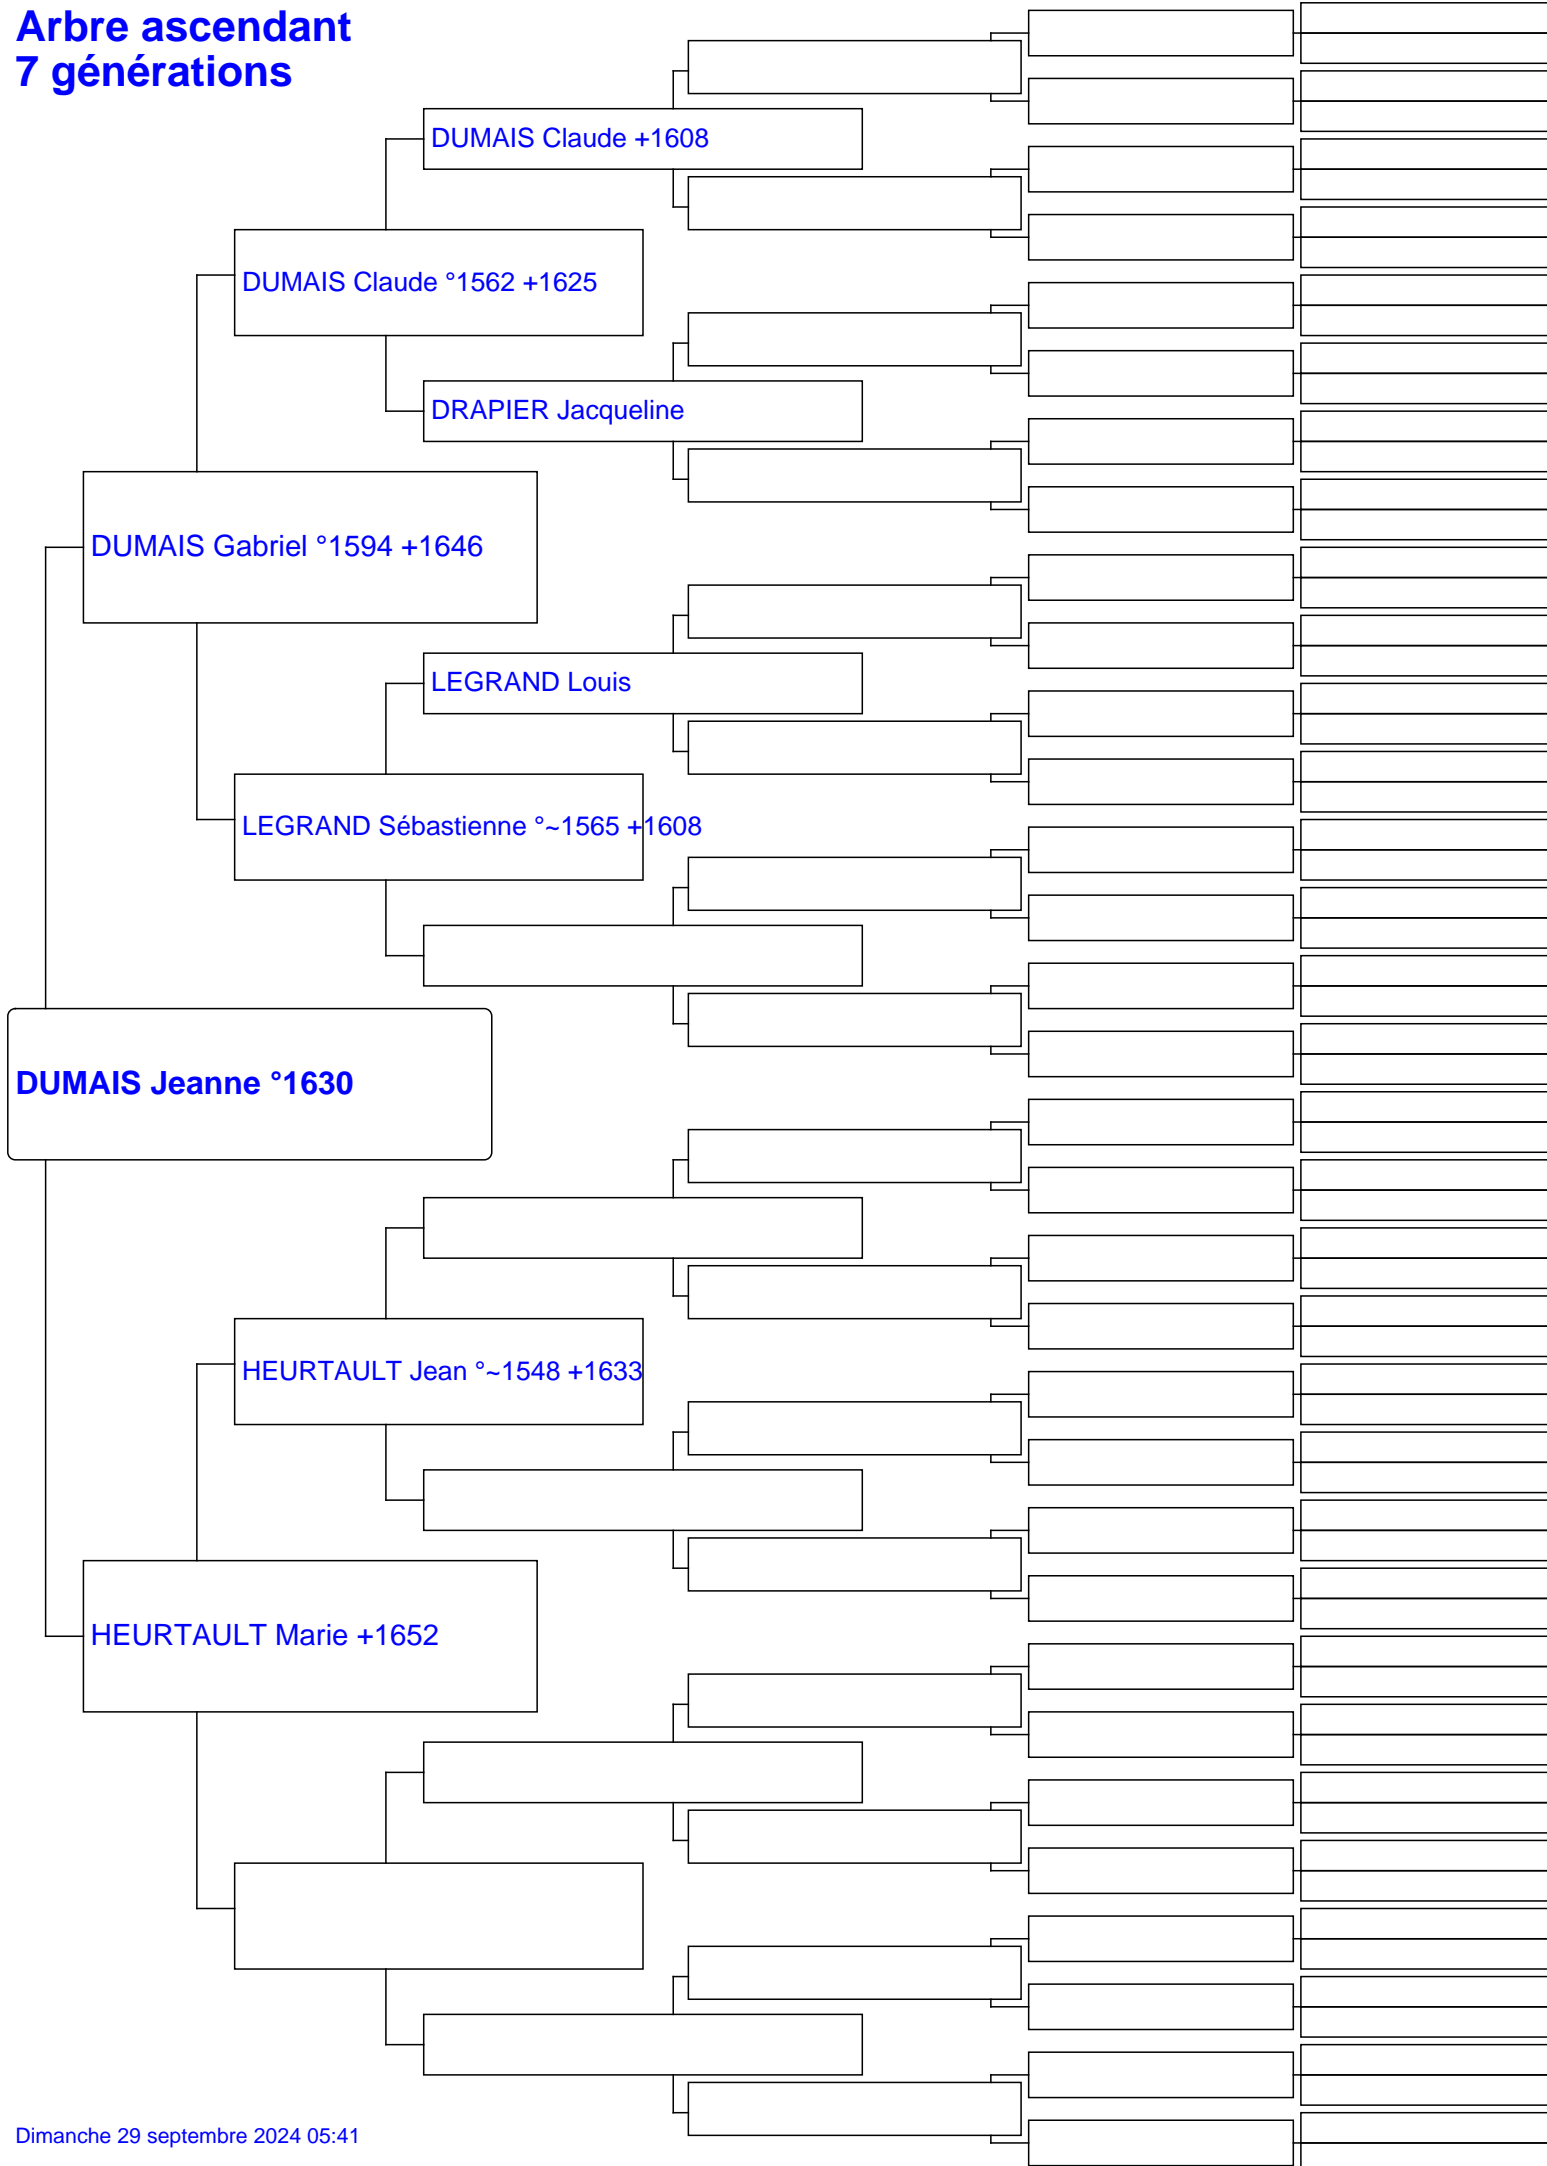 Arbre ascendant
7 générations
DUMAIS Claude +1608
DUMAIS Claude °1562 +1625
DRAPIER Jacqueline
DUMAIS Gabriel °1594 +1646
LEGRAND Louis
LEGRAND Sébastienne °~1565 +1608
DUMAIS Jeanne °1630
HEURTAULT Jean °~1548 +1633
HEURTAULT Marie +1652
Dimanche 29 septembre 2024 05:41